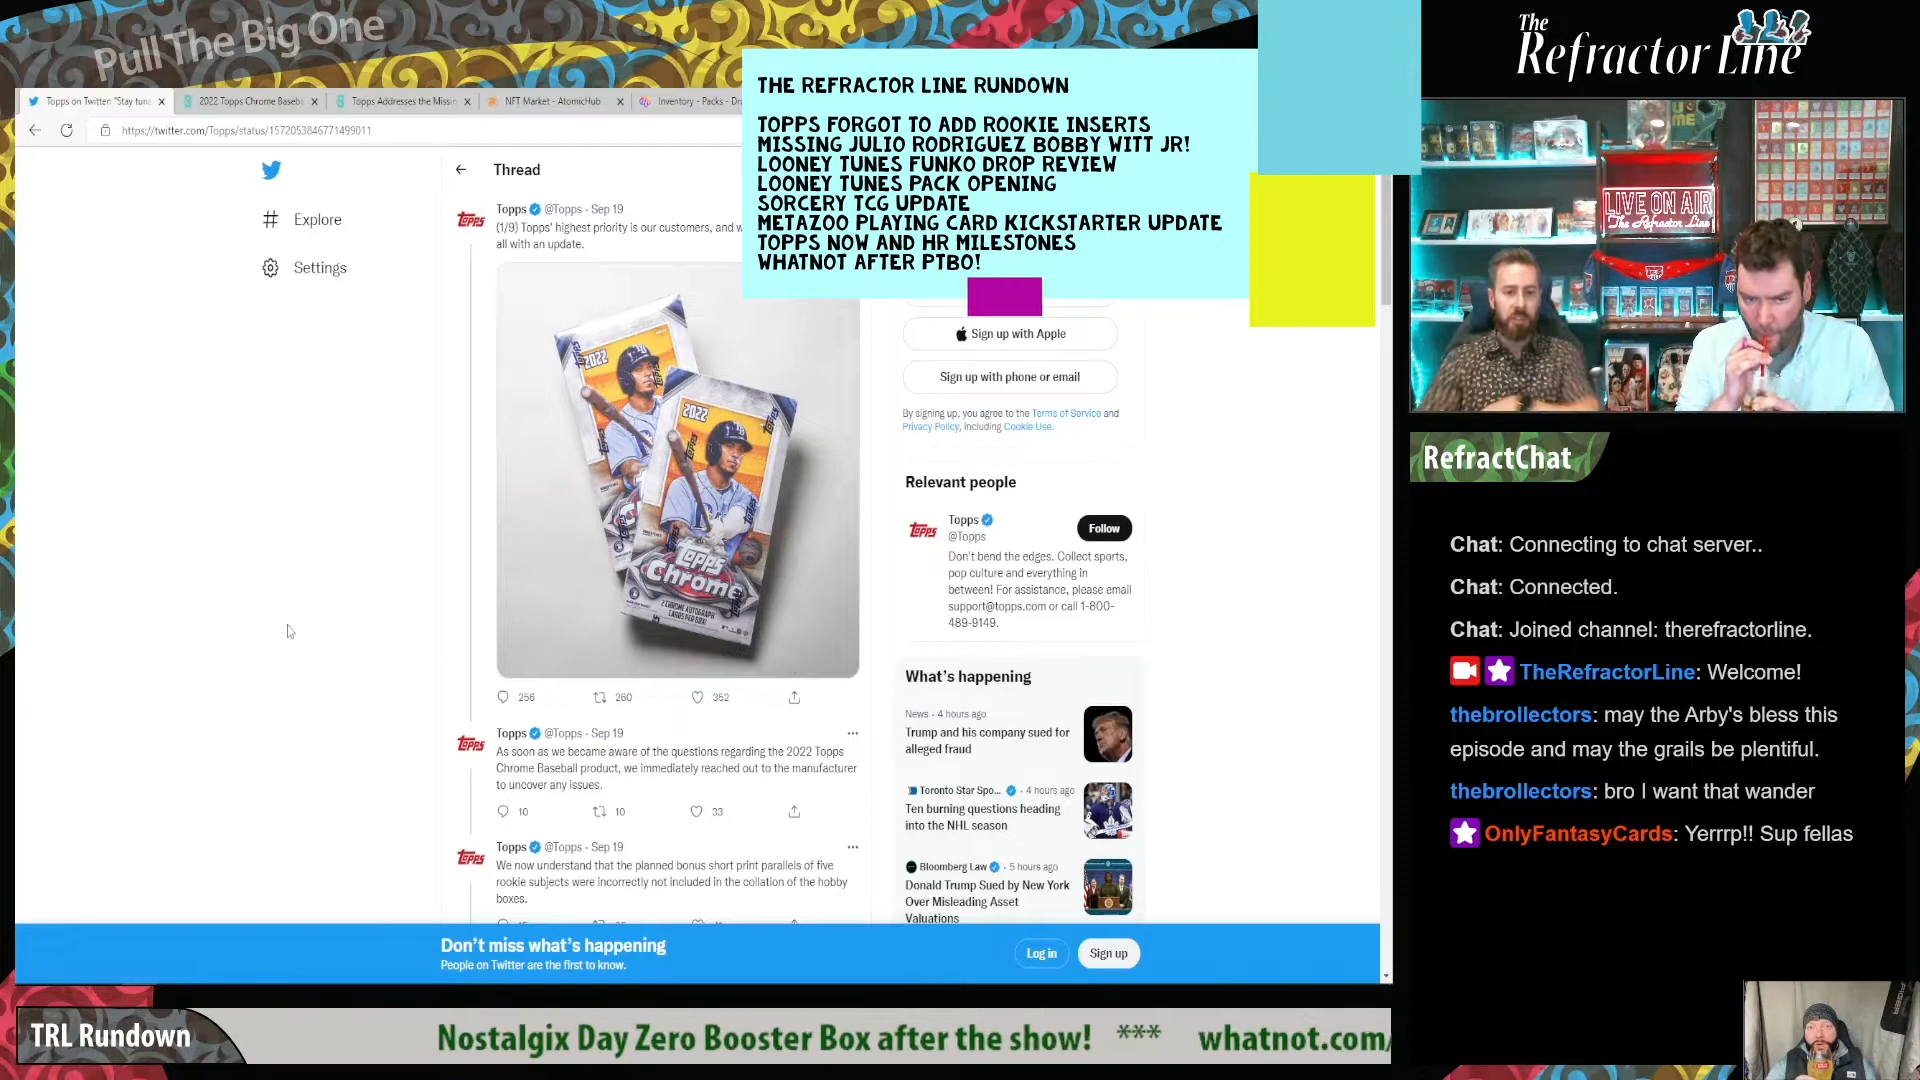 Pull The Big One
Topps on Twitter: "Stay tune
2022 Topps Chrome Baseba
Topps Addresses the Missin
NFT Market - AtomicHub
Inventory - Packs - Dr
https://twitter.com/Topps/status/1572053846771499011
THE REFRACTOR LINE RUNDOWN
TOPPS FORGOT TO ADD ROOKIE INSERTS
MISSING JULIO RODRIGUEZ BOBBY WITT JR!
LOONEY TUNES FUNKO DROP REVIEW
LOONEY TUNES PACK OPENING
SORCERY TCG UPDATE
METAZOO PLAYING CARD KICKSTARTER UPDATE
TOPPS NOW AND HR MILESTONES
WHATNOT AFTER PTBO!
Explore
Settings
Thread
Topps @Topps · Sep 19
(1/9) Topps' highest priority is our customers, and w
all with an update.
2022
2022
Topps
Chrome
2 CHROME AUTOGRAPH
CARDS PER BOX!
256 260 352
Topps @Topps · Sep 19
As soon as we became aware of the questions regarding the 2022 Topps
Chrome Baseball product, we immediately reached out to the manufacturer
to uncover any issues.
10 10 33
Topps @Topps · Sep 19
We now understand that the planned bonus short print parallels of five
rookie subjects were incorrectly not included in the collation of the hobby
boxes.
Sign up with Apple
Sign up with phone or email
By signing up, you agree to the Terms of Service and
Privacy Policy, including Cookie Use.
Relevant people
Topps
@Topps
Follow
Don't bend the edges. Collect sports,
pop culture and everything in
between! For assistance, please email
support@topps.com or call 1-800-
489-9149.
What's happening
News · 4 hours ago
Trump and his company sued for
alleged fraud
Toronto Star Spo... · 4 hours ago
Ten burning questions heading
into the NHL season
Bloomberg Law · 5 hours ago
Donald Trump Sued by New York
Over Misleading Asset
Valuations
Don't miss what's happening
People on Twitter are the first to know.
Log in
Sign up
The
Refractor Line
LIVE ON AIR
The Refractor Line
RefractChat
Chat: Connecting to chat server..
Chat: Connected.
Chat: Joined channel: therefractorline.
TheRefractorLine: Welcome!
thebrollectors: may the Arby's bless this
episode and may the grails be plentiful.
thebrollectors: bro I want that wander
OnlyFantasyCards: Yerrrp!! Sup fellas
TRL Rundown
Nostalgix Day Zero Booster Box after the show! *** whatnot.com/